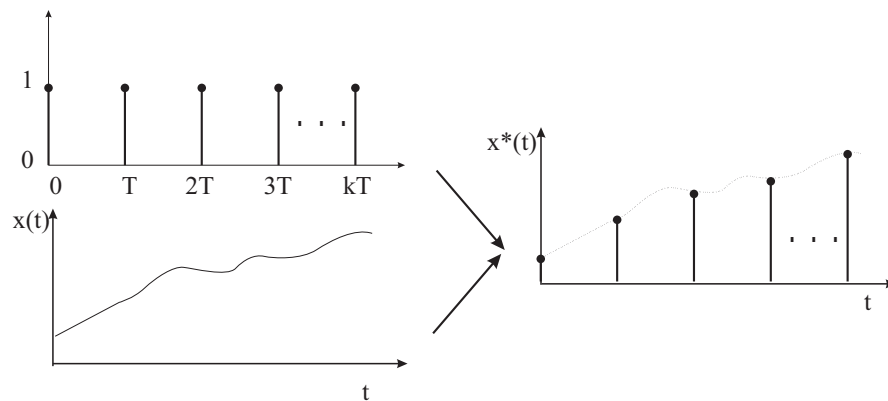 1
. . .
0
0 T 2T 3T kT
x(t)
t
x*(t)
. . .
t